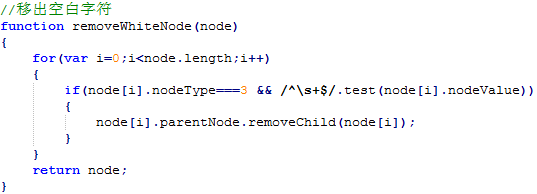 //移出空白字符
function removeWhiteNode(node)
{
    for(var i=0;i<node.length;i++)
    {
        if(node[i].nodeType===3 && /^\s+$/.test(node[i].nodeValue))
        {
            node[i].parentNode.removeChild(node[i]);
        }
    }
    return node;
}